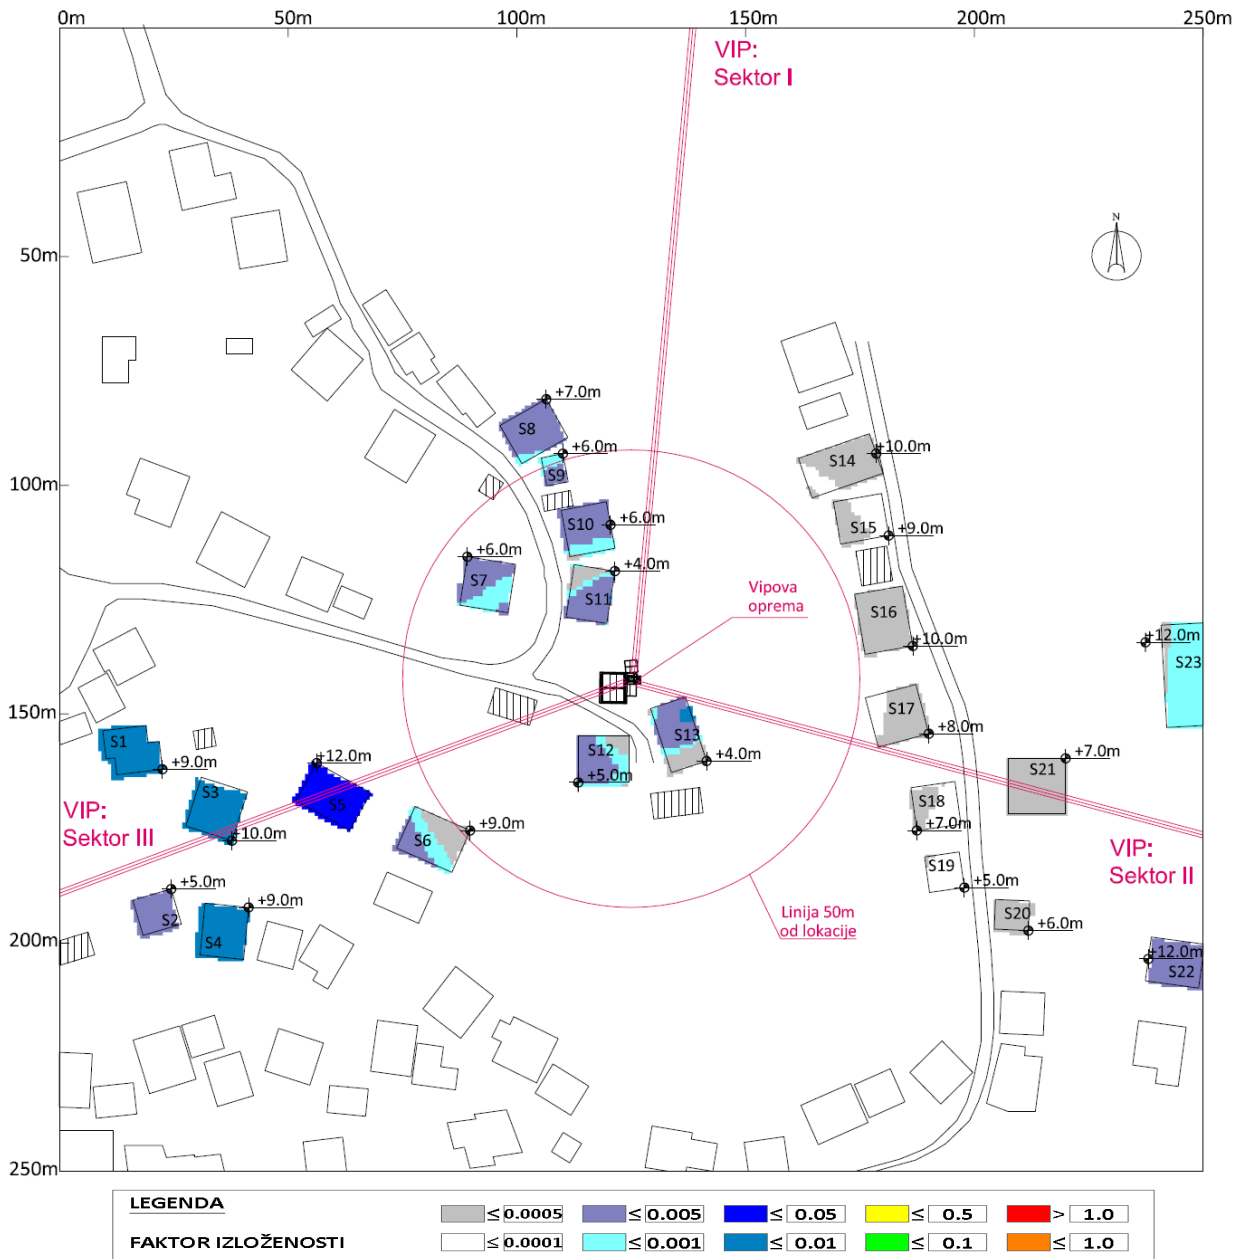 0m 50m 100m 150m 200m 250m
VIP:
Sektor I
N
50m
+7.0m
S8
+6.0m
S9
+10.0m
S14
100m
S10 +6.0m
S15 +9.0m
+6.0m
S7
+4.0m
S11
Vipova
oprema
S16
+10.0m
+12.0m
S23
150m
S1
+9.0m
S13
+4.0m
S12
+5.0m
S17
+8.0m
+7.0m
S21
+12.0m
S5
S3
+10.0m
VIP:
Sektor III
S18
+7.0m
+9.0m
S6
VIP:
Sektor II
S19
+5.0m
+5.0m
S2
+9.0m
S4
Linija 50m
od lokacije
S20
+6.0m
200m
+12.0m
S22
250m
LEGENDA
≤ 0.0005 ≤ 0.005 ≤ 0.05 ≤ 0.5 > 1.0
FAKTOR IZLOŽENOSTI ≤ 0.0001 ≤ 0.001 ≤ 0.01 ≤ 0.1 ≤ 1.0